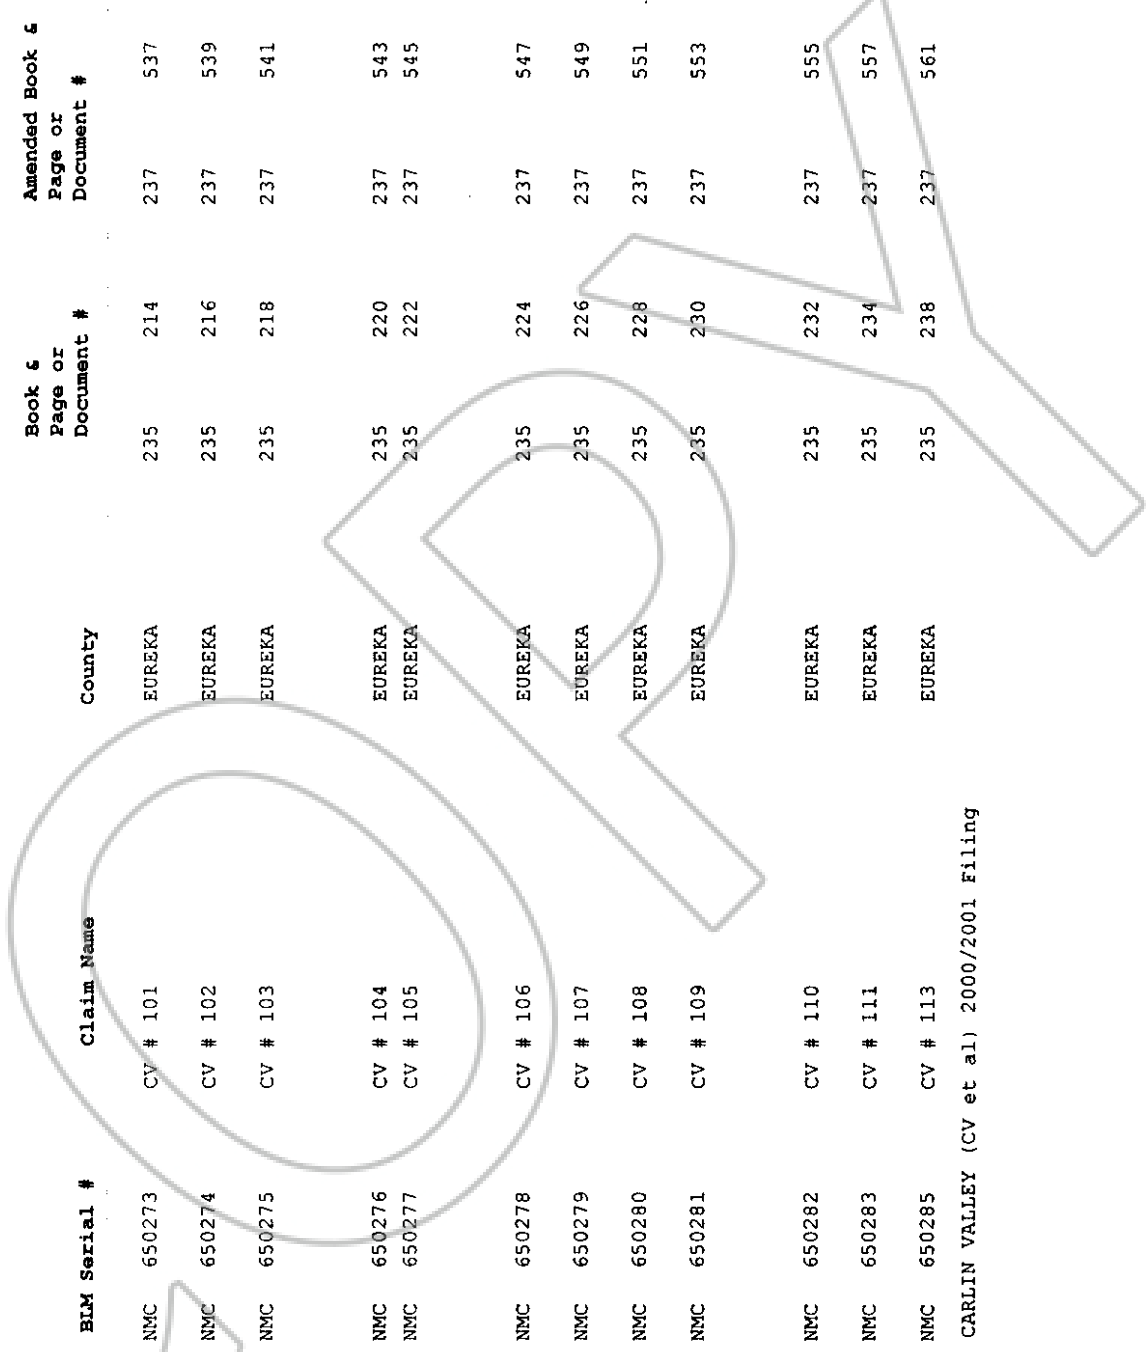 BLM Serial # Claim Name County Book & Page or Document # Amended Book & Page or Document #
NMC 650273 CV # 101 EUREKA 235 214 237 537
NMC 650274 CV # 102 EUREKA 235 216 237 539
NMC 650275 CV # 103 EUREKA 235 218 237 541
NMC 650276 CV # 104 EUREKA 235 220 237 543
NMC 650277 CV # 105 EUREKA 235 222 237 545
NMC 650278 CV # 106 EUREKA 235 224 237 547
NMC 650279 CV # 107 EUREKA 235 226 237 549
NMC 650280 CV # 108 EUREKA 235 228 237 551
NMC 650281 CV # 109 EUREKA 235 230 237 553
NMC 650282 CV # 110 EUREKA 235 232 237 555
NMC 650283 CV # 111 EUREKA 235 234 237 557
NMC 650285 CV # 113 EUREKA 235 238 237 561
CARLIN VALLEY (CV et al) 2000/2001 Filing
COPY